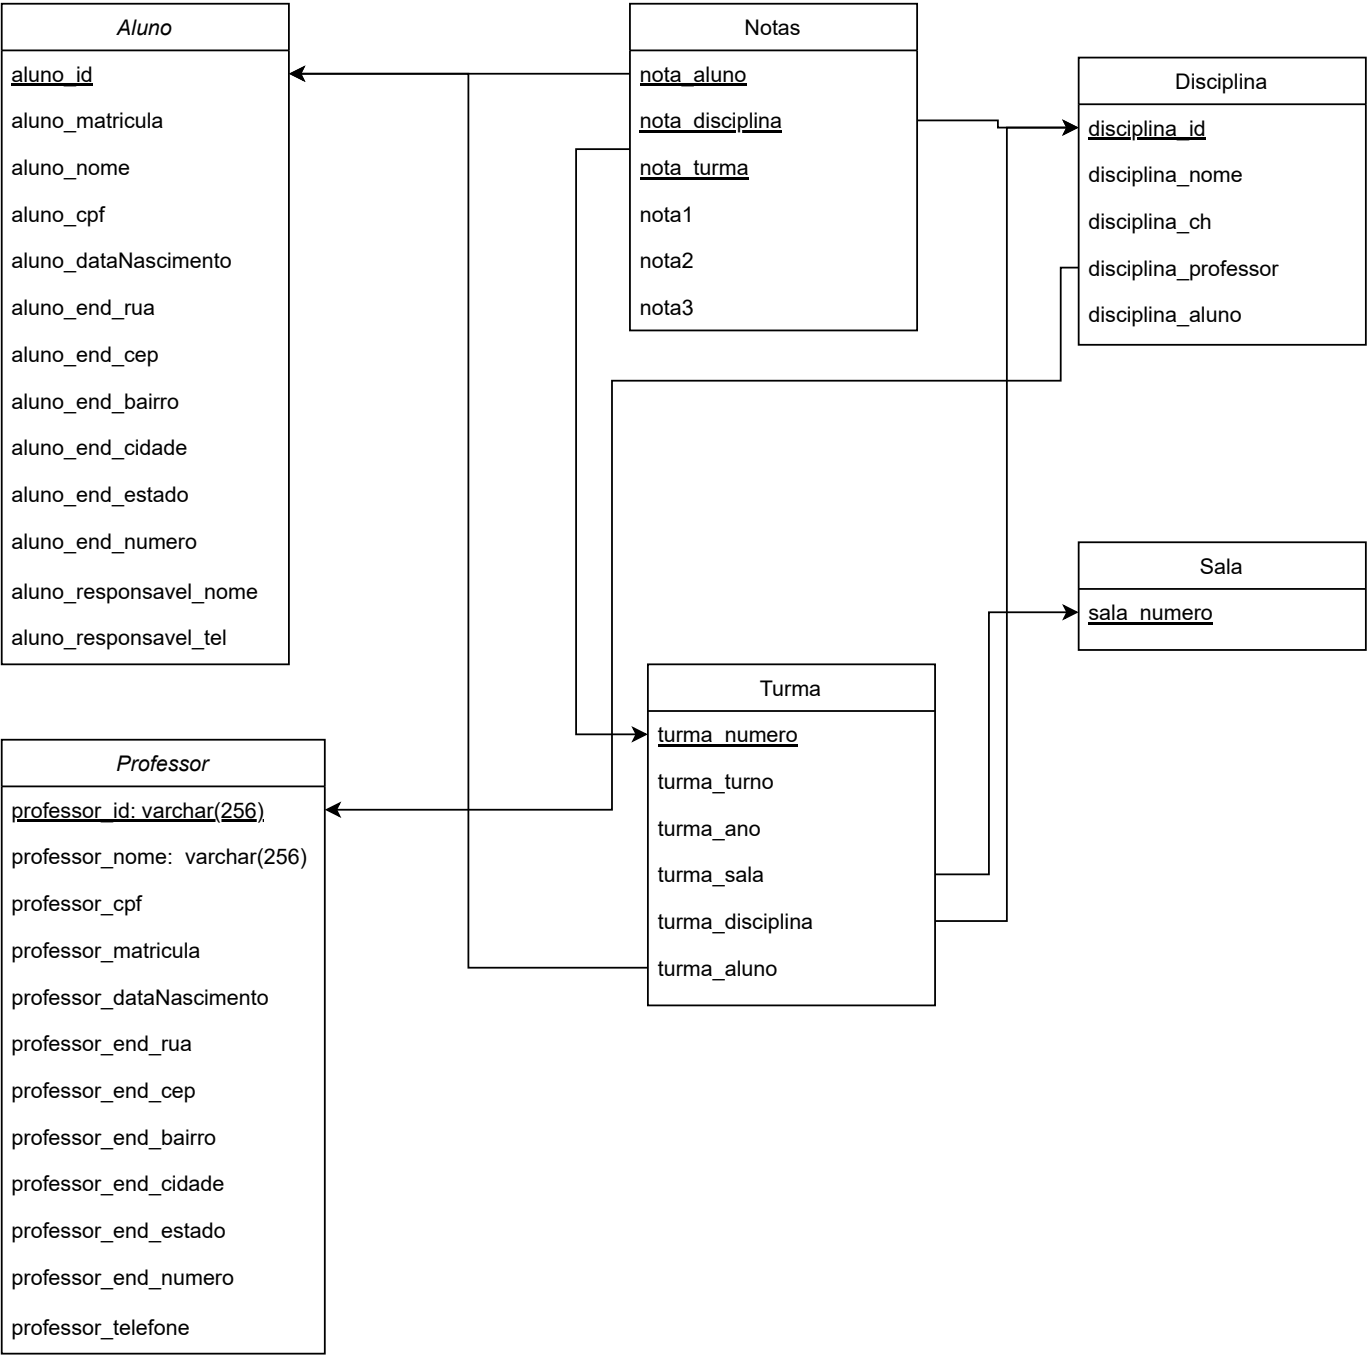 Aluno
aluno_id
aluno_matricula
aluno_nome
aluno_cpf
aluno_dataNascimento
aluno_end_rua
aluno_end_cep
aluno_end_bairro
aluno_end_cidade
aluno_end_estado
aluno_end_numero
aluno_responsavel_nome
aluno_responsavel_tel
Notas
nota_aluno
nota_disciplina
nota_turma
nota1
nota2
nota3
Disciplina
disciplina_id
disciplina_nome
disciplina_ch
disciplina_professor
disciplina_aluno
Sala
sala_numero
Turma
turma_numero
turma_turno
turma_ano
turma_sala
turma_disciplina
turma_aluno
Professor
professor_id: varchar(256)
professor_nome: varchar(256)
professor_cpf
professor_matricula
professor_dataNascimento
professor_end_rua
professor_end_cep
professor_end_bairro
professor_end_cidade
professor_end_estado
professor_end_numero
professor_telefone